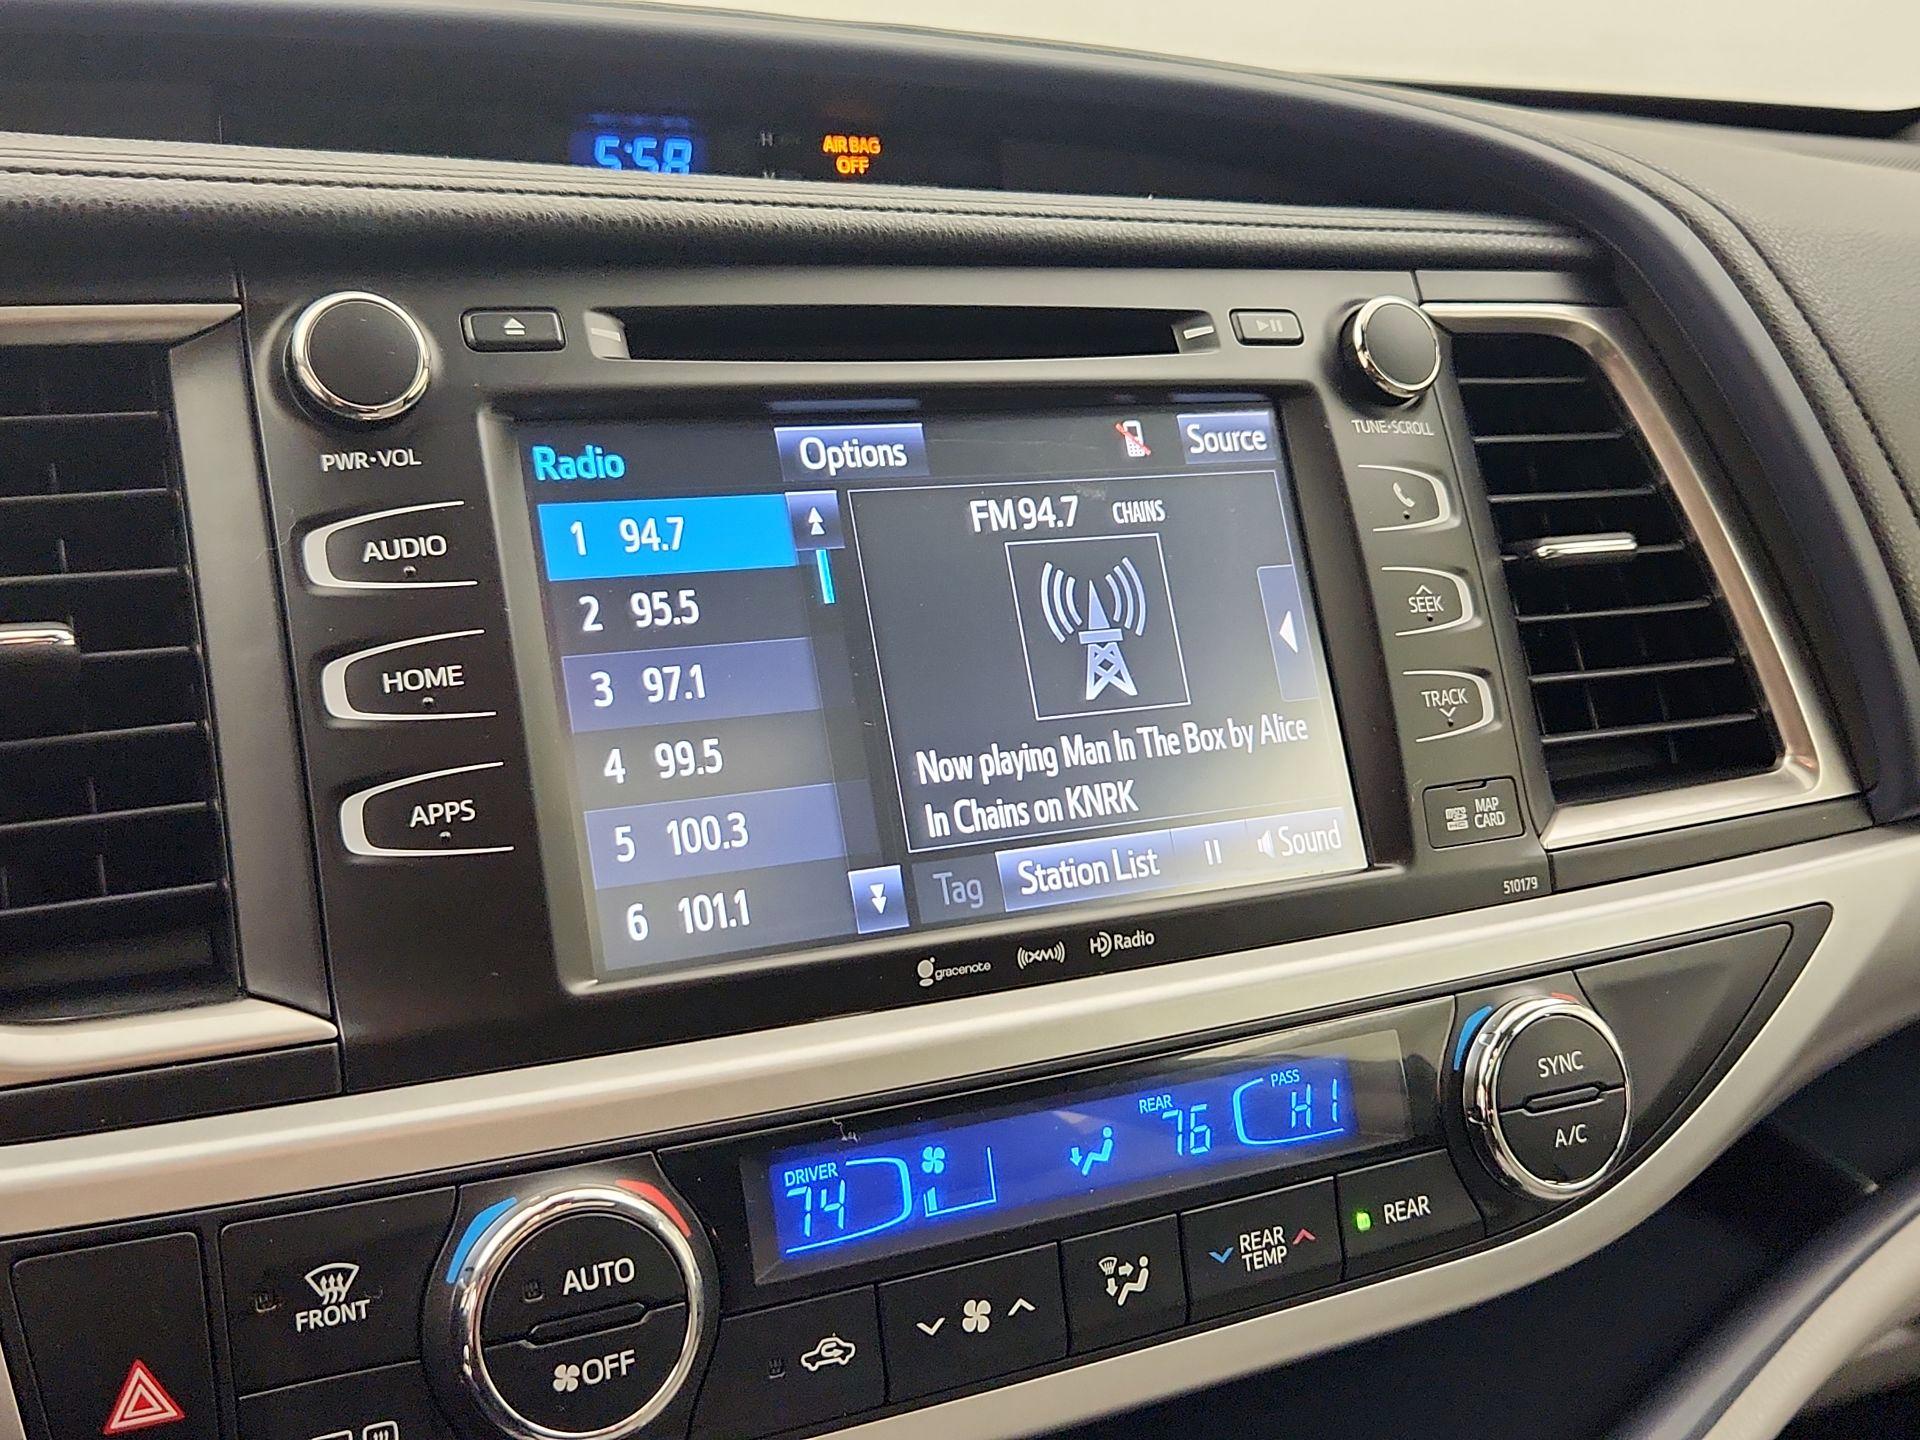 5:58
H
AIR BAG
OFF
PWR•VOL
TUNE•SCROLL
AUDIO
HOME
APPS
Radio
Options
Source
1 94.7
2 95.5
3 97.1
4 99.5
5 100.3
6 101.1
FM 94.7 CHAINS
Now playing Man In The Box by Alice
In Chains on KNRK
Tag
Station List
Sound
SEEK
TRACK
MAP
CARD
510179
gracenote
((XM))
HD Radio
DRIVER
74
REAR
76
PASS
HI
SYNC
A/C
FRONT
AUTO
OFF
REAR
TEMP
REAR